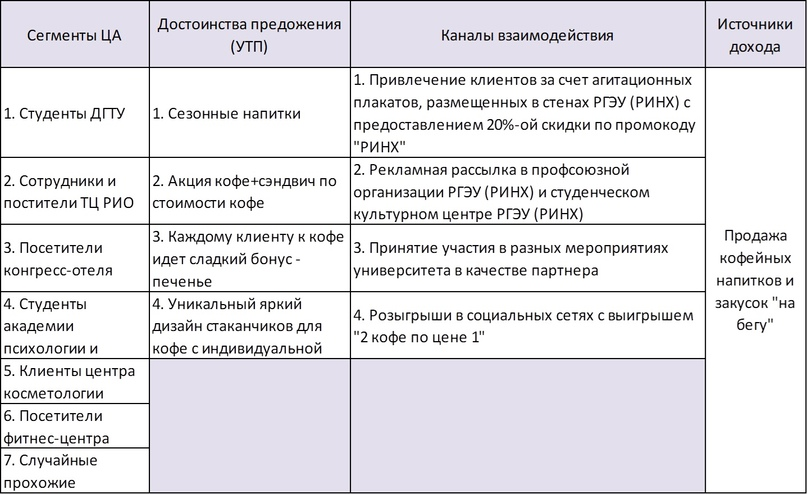 Сегменты ЦА
Достоинства предожения
(УТП)
Каналы взаимодействия
Источники
дохода
1. Студенты ДГТУ
1. Сезонные напитки
1. Привлечение клиентов за счет агитационных
плакатов, размещенных в стенах РГЭУ (РИНХ) с
предоставлением 20%-ой скидки по промокоду
"РИНХ"
2. Сотрудники и
постители ТЦ РИО
2. Акция кофе+сэндвич по
стоимости кофе
2. Рекламная рассылка в профсоюзной
организации РГЭУ (РИНХ) и студенческом
культурном центре РГЭУ (РИНХ)
3. Посетители
конгресс-отеля
3. Каждому клиенту к кофе
идет сладкий бонус -
печенье
3. Принятие участия в разных мероприятиях
университета в качестве партнера
4. Студенты
академии
психологии и
4. Уникальный яркий
дизайн стаканчиков для
кофе с индивидуальной
4. Розыгрыши в социальных сетях с выигрышем
"2 кофе по цене 1"
5. Клиенты центра
косметологии
6. Посетители
фитнес-центра
7. Случайные
прохожие
Продажа
кофейных
напитков и
закусок "на
бегу"